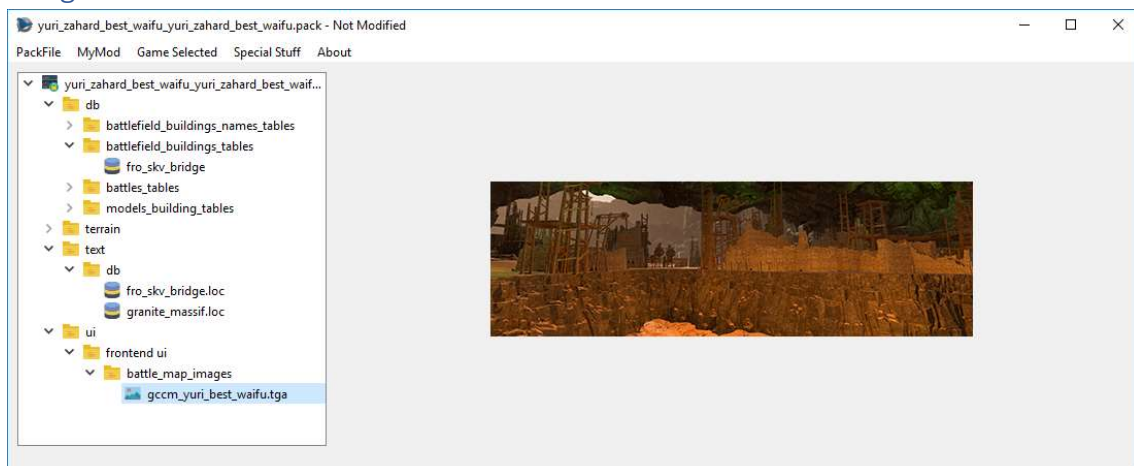 yuri_zahard_best_waifu_yuri_zahard_best_waifu.pack - Not Modified
PackFile MyMod Game Selected Special Stuff About
yuri_zahard_best_waifu_yuri_zahard_best_waif...
db
battlefield_buildings_names_tables
battlefield_buildings_tables
fro_skv_bridge
battles_tables
models_building_tables
terrain
text
db
fro_skv_bridge.loc
granite_massif.loc
ui
frontend ui
battle_map_images
gccm_yuri_best_waifu.tga